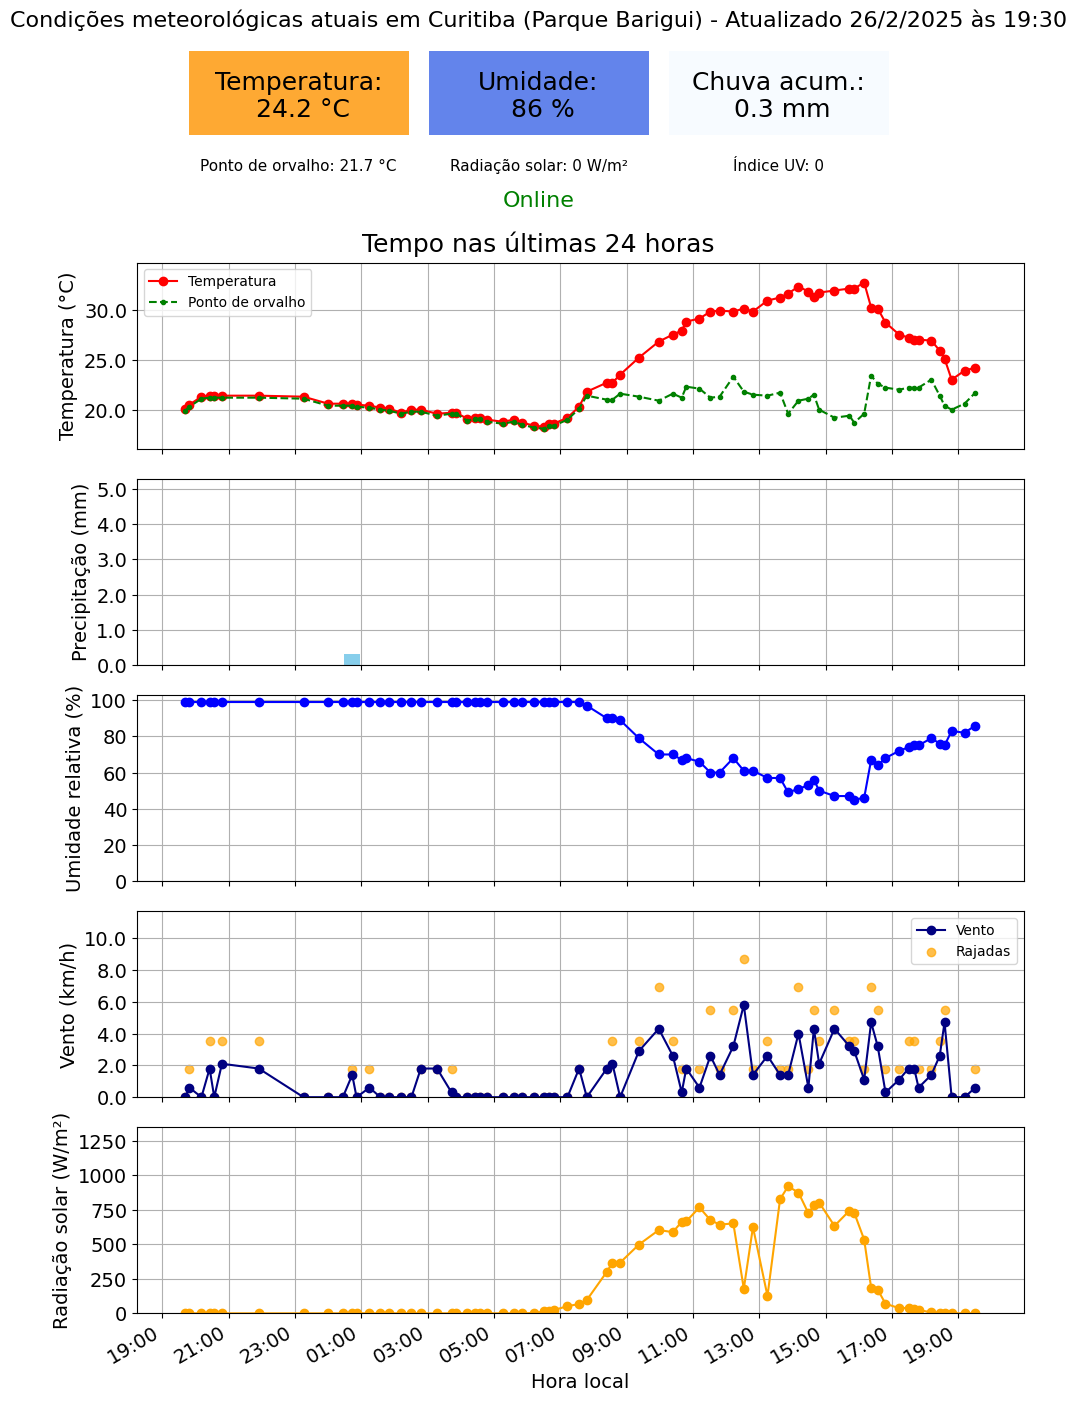 Condições meteorológicas atuais em Curitiba (Parque Barigui) - Atualizado 26/2/2025 às 19:30
Temperatura:
24.2 °C
Umidade:
86 %
Chuva acum.:
0.3 mm
Ponto de orvalho: 21.7 °C
Radiação solar: 0 W/m²
Índice UV: 0
Online
Tempo nas últimas 24 horas
Temperatura (°C)
30.0
25.0
20.0
Temperatura
Ponto de orvalho
Precipitação (mm)
5.0
4.0
3.0
2.0
1.0
0.0
Umidade relativa (%)
100
80
60
40
20
0
Vento (km/h)
10.0
8.0
6.0
4.0
2.0
0.0
Vento
Rajadas
Radiação solar (W/m²)
1250
1000
750
500
250
0
19:00
21:00
23:00
01:00
03:00
05:00
07:00
09:00
11:00
13:00
15:00
17:00
19:00
Hora local